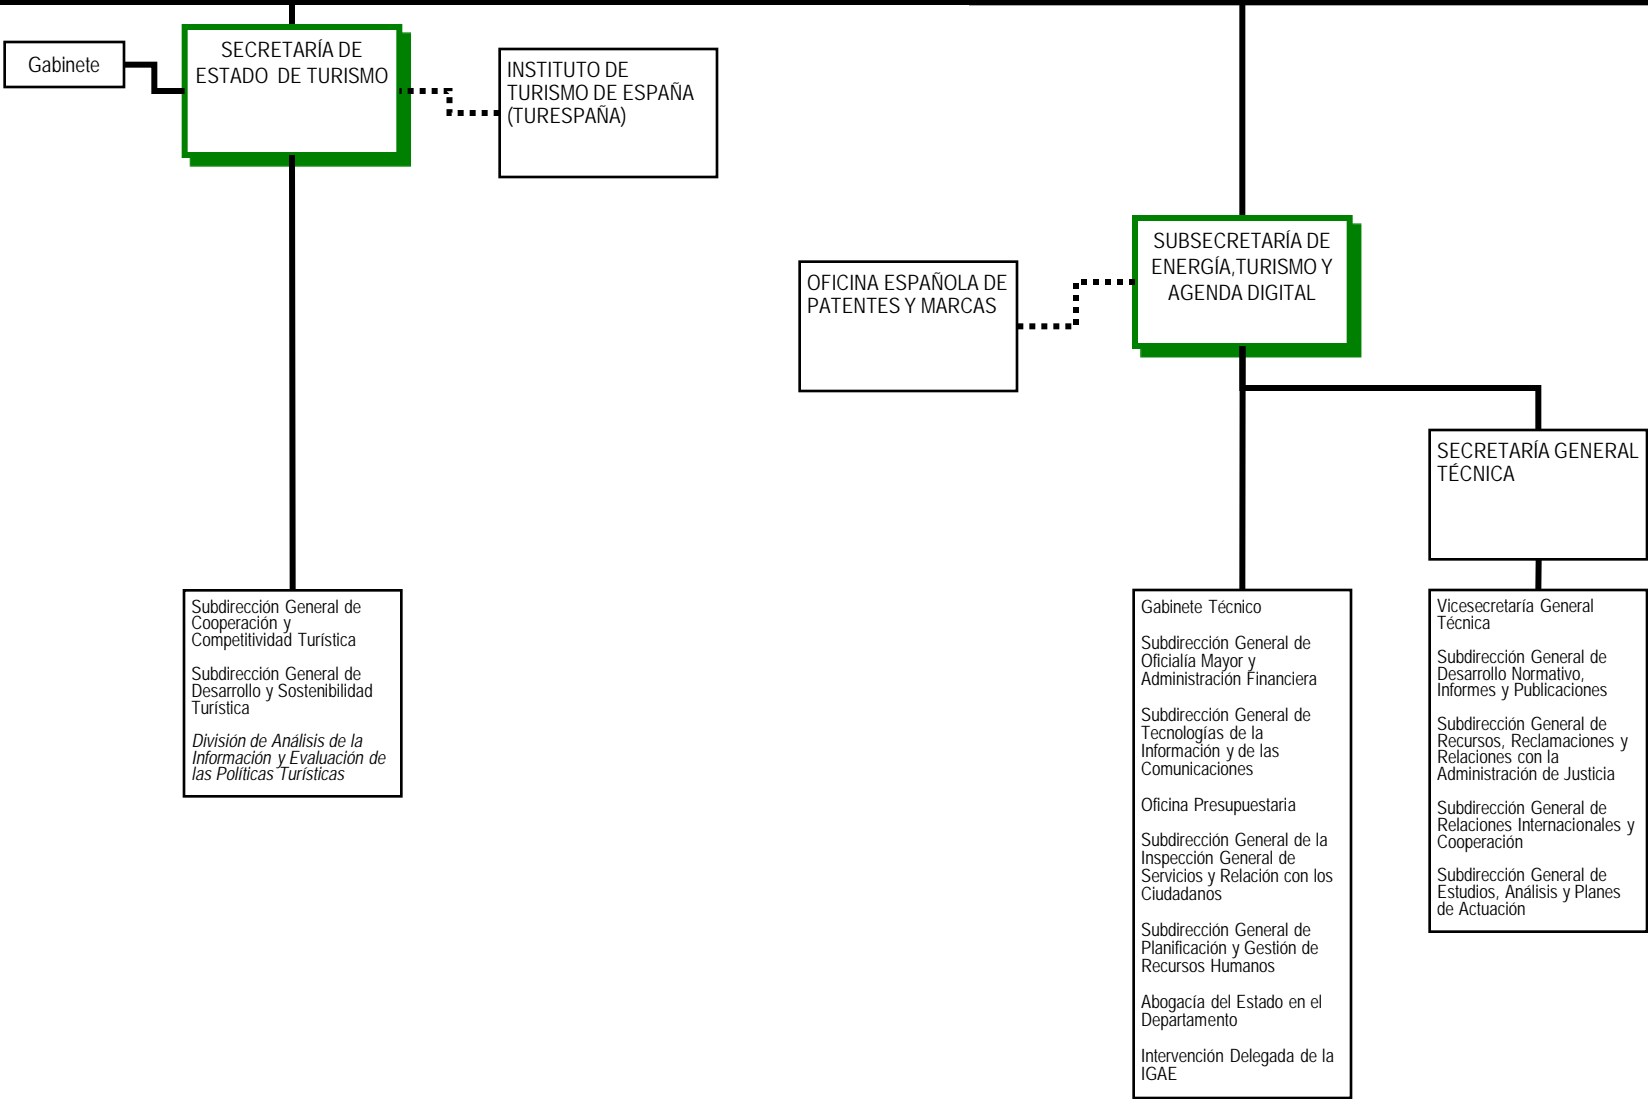 Gabinete
SECRETARÍA DE
ESTADO DE TURISMO
INSTITUTO DE
TURISMO DE ESPAÑA
(TURESPAÑA)
SUBSECRETARÍA DE
ENERGÍA,TURISMO Y
AGENDA DIGITAL
OFICINA ESPAÑOLA DE
PATENTES Y MARCAS
SECRETARÍA GENERAL
TÉCNICA
Subdirección General de
Cooperación y
Competitividad Turística
Subdirección General de
Desarrollo y Sostenibilidad
Turística
División de Análisis de la
Información y Evaluación de
las Políticas Turísticas
Gabinete Técnico
Subdirección General de
Oficialía Mayor y
Administración Financiera
Subdirección General de
Tecnologías de la
Información y de las
Comunicaciones
Oficina Presupuestaria
Subdirección General de la
Inspección General de
Servicios y Relación con los
Ciudadanos
Subdirección General de
Planificación y Gestión de
Recursos Humanos
Abogacía del Estado en el
Departamento
Intervención Delegada de la
IGAE
Vicesecretaría General
Técnica
Subdirección General de
Desarrollo Normativo,
Informes y Publicaciones
Subdirección General de
Recursos, Reclamaciones y
Relaciones con la
Administración de Justicia
Subdirección General de
Relaciones Internacionales y
Cooperación
Subdirección General de
Estudios, Análisis y Planes
de Actuación